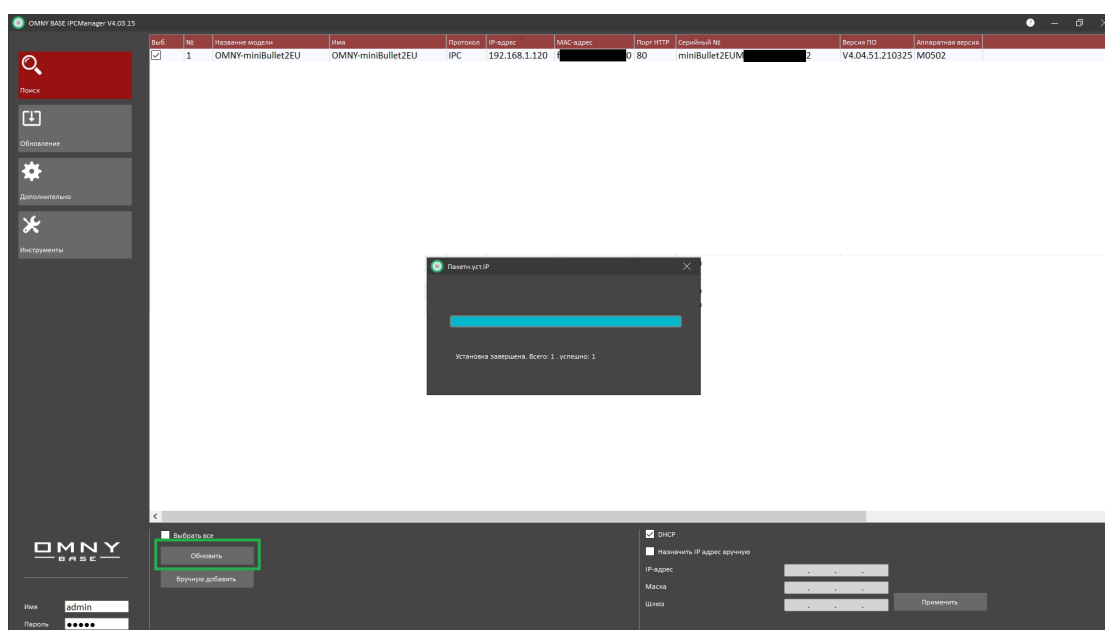 OMNY BASE IPCManager V4.03.15
Выб. № Название модели Имя Протокол IP-адрес MAC-адрес Порт HTTP Серийный № Версия ПО Аппаратная версия
1 OMNY-miniBullet2EU OMNY-miniBullet2EU IPC 192.168.1.120 f 0 80 miniBullet2EUM 2 V4.04.51.210325 M0502
Поиск
Обновление
Дополнительно
Инструменты
Пакетн.уст.IP
Установка завершена. Всего: 1 . успешно: 1
Выбрать все
Обновить
Вручную добавить
DHCP
Назначить IP адрес вручную
IP-адрес . . .
Маска
Шлюз . . .
Применить
OMNY
BASE
Имя admin
Пароль •••••